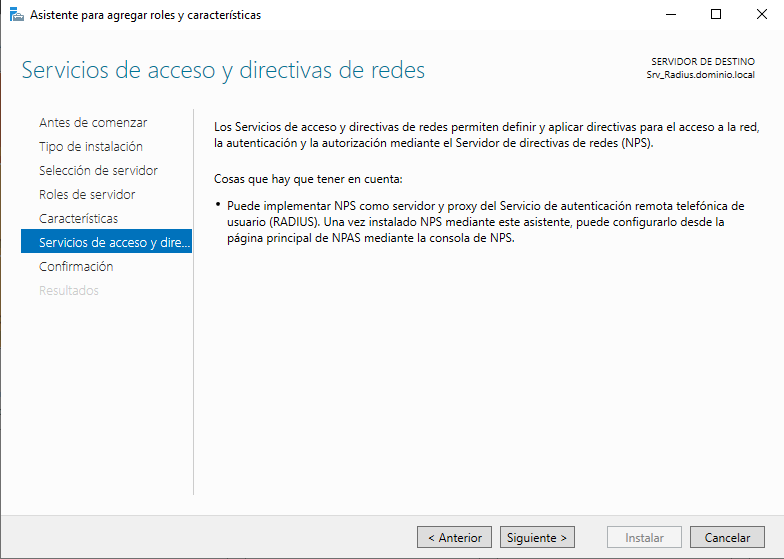 Asistente para agregar roles y características
Servicios de acceso y directivas de redes
SERVIDOR DE DESTINO
Srv_Radius.dominio.local
Antes de comenzar
Tipo de instalación
Selección de servidor
Roles de servidor
Características
Servicios de acceso y dire...
Confirmación
Resultados
Los Servicios de acceso y directivas de redes permiten definir y aplicar directivas para el acceso a la red,
la autenticación y la autorización mediante el Servidor de directivas de redes (NPS).
Cosas que hay que tener en cuenta:
• Puede implementar NPS como servidor y proxy del Servicio de autenticación remota telefónica de
usuario (RADIUS). Una vez instalado NPS mediante este asistente, puede configurarlo desde la
página principal de NPAS mediante la consola de NPS.
< Anterior
Siguiente >
Instalar
Cancelar